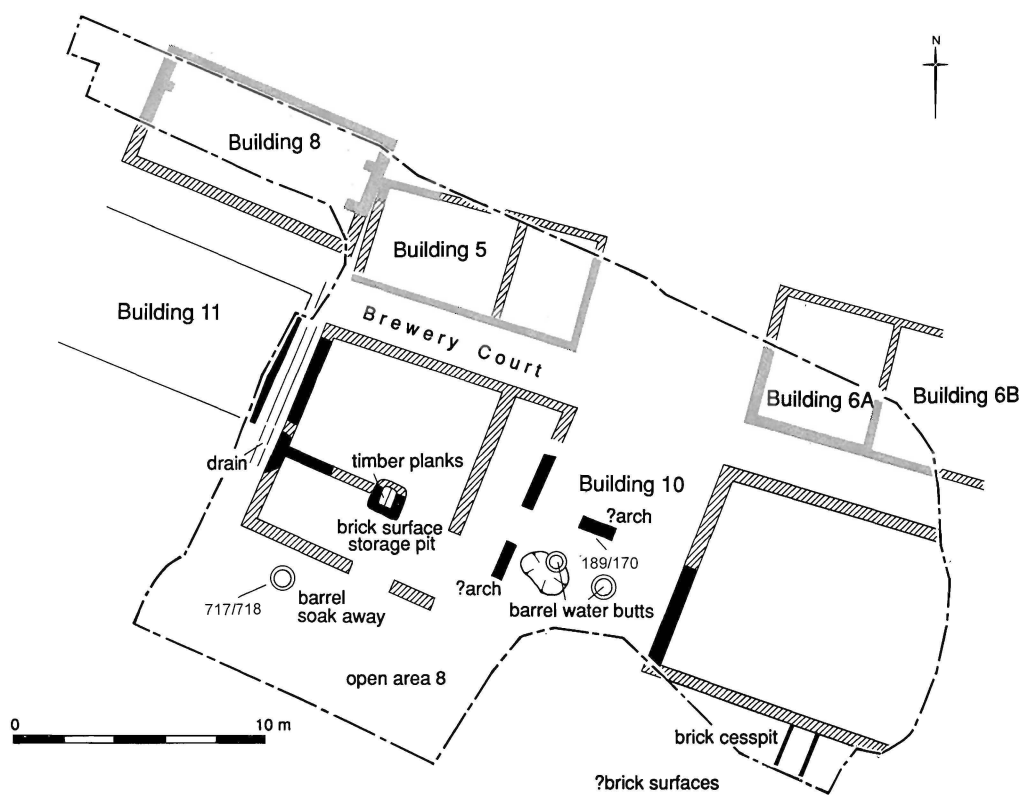 N
Building 8
Building 5
Building 11
Brewery Court
Building 6A
Building 6B
drain
timber planks
Building 10
?arch
brick surface
storage pit
189/170
?arch
717/718
barrel
soak away
barrel water butts
open area 8
0
10 m
brick cesspit
?brick surfaces